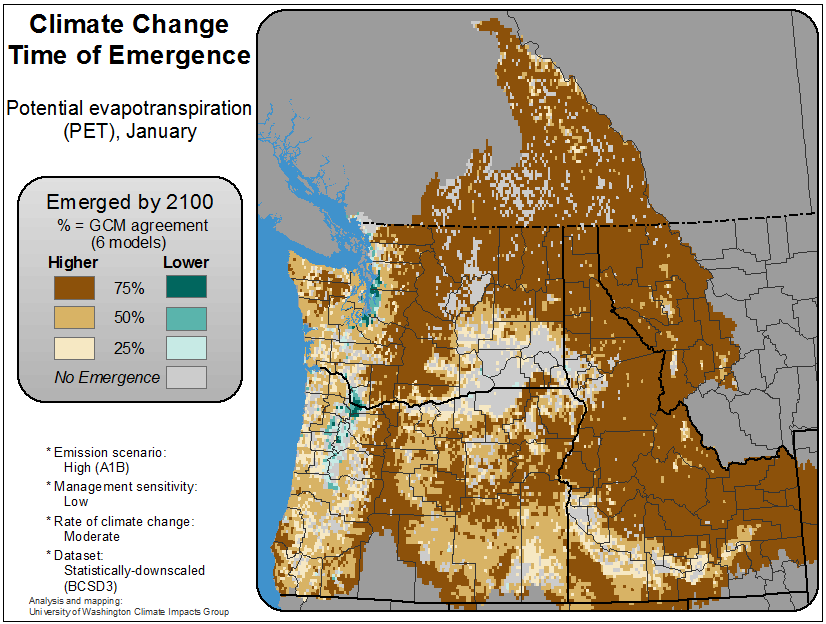 Climate Change
Time of Emergence
Potential evapotranspiration
(PET), January
Emerged by 2100
% = GCM agreement
(6 models)
Higher Lower
75%
50%
25%
No Emergence
* Emission scenario:
High (A1B)
* Management sensitivity:
Low
* Rate of climate change:
Moderate
* Dataset:
Statistically-downscaled
(BCSD3)
Analysis and mapping:
University of Washington Climate Impacts Group